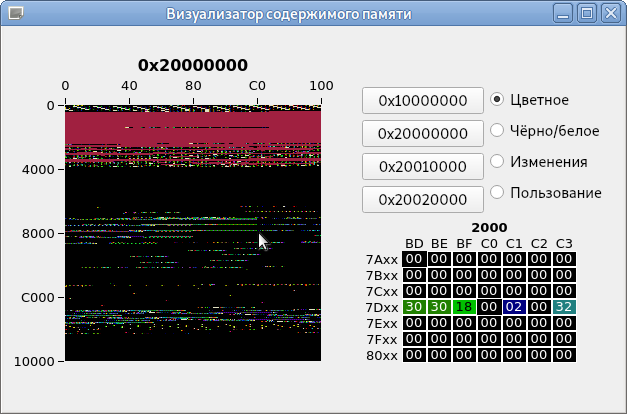 Визуализатор содержимого памяти
0x20000000
0 40 80 C0 100
0
4000
8000
C000
10000
0x10000000 Цветное
0x20000000 Чёрно/белое
0x20010000 Изменения
0x20020000 Пользование
2000
BD BE BF C0 C1 C2 C3
7Axx 00 00 00 00 00 00 00
7Bxx 00 00 00 00 00 00 00
7Cxx 00 00 00 00 00 00 00
7Dxx 30 30 18 00 02 00 32
7Exx 00 00 00 00 00 00 00
7Fxx 00 00 00 00 00 00 00
80xx 00 00 00 00 00 00 00